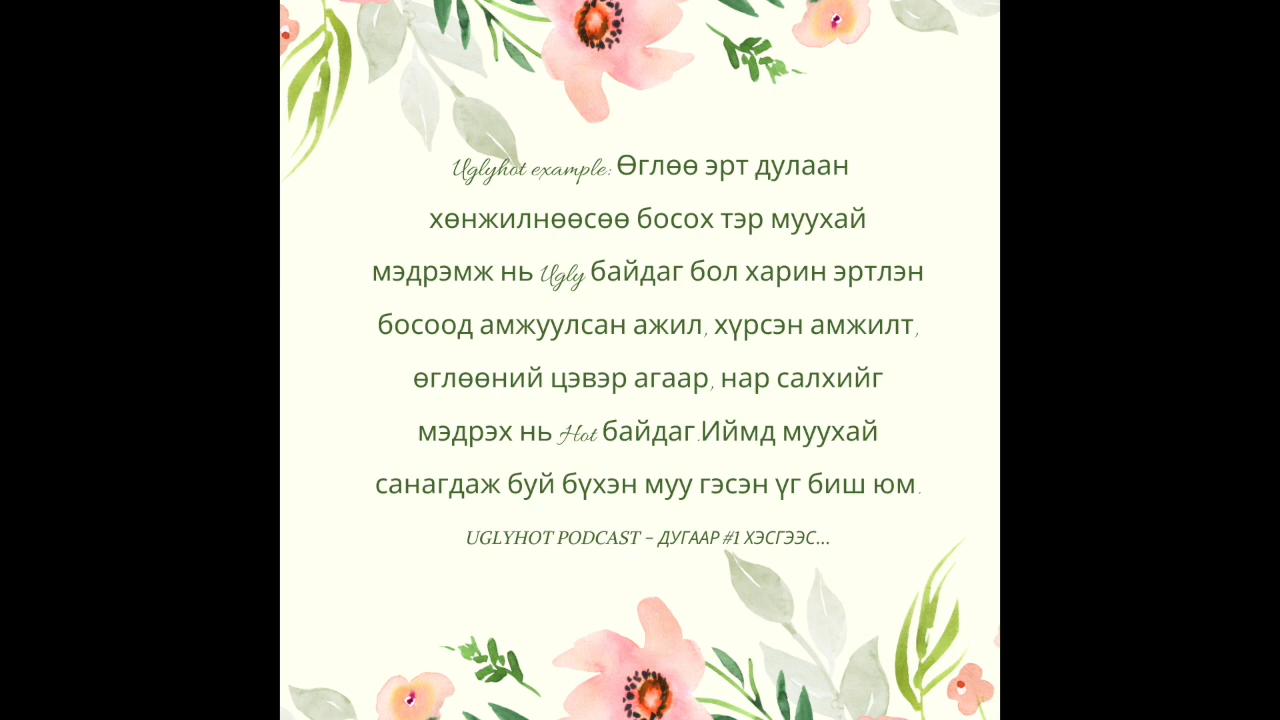 Uglyhot example: Өглөө эрт дулаан
хөнжилнөөсөө босох тэр муухай
мэдрэмж нь Ugly байдаг бол харин эртлэн
босоод амжуулсан ажил, хүрсэн амжилт,
өглөөний цэвэр агаар, нар салхийг
мэдрэх нь Hot байдаг.Иймд муухай
санагдаж буй бүхэн муу гэсэн үг биш юм.
UGLYHOT PODCAST - ДУГААР #1 ХЭСГЭЭС...